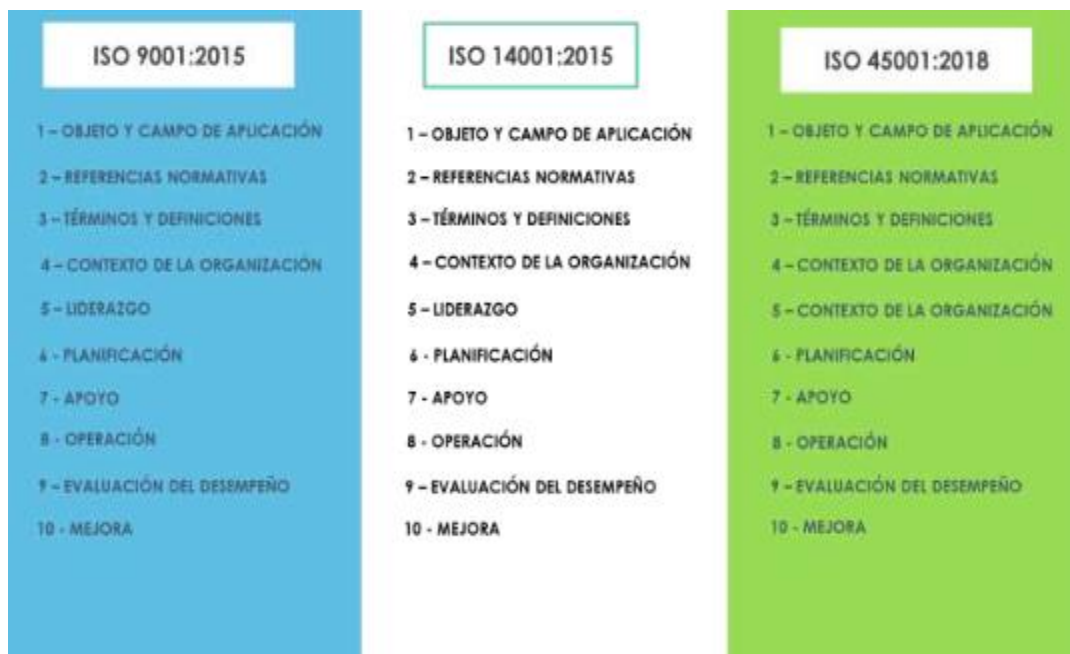 ISO 9001:2015
1 – OBJETO Y CAMPO DE APLICACIÓN
2 – REFERENCIAS NORMATIVAS
3 – TÉRMINOS Y DEFINICIONES
4 – CONTEXTO DE LA ORGANIZACIÓN
5 – LIDERAZGO
6 - PLANIFICACIÓN
7 - APOYO
8 - OPERACIÓN
9 – EVALUACIÓN DEL DESEMPEÑO
10 - MEJORA
ISO 14001:2015
1 – OBJETO Y CAMPO DE APLICACIÓN
2 – REFERENCIAS NORMATIVAS
3 – TÉRMINOS Y DEFINICIONES
4 – CONTEXTO DE LA ORGANIZACIÓN
5 – LIDERAZGO
6 - PLANIFICACIÓN
7 - APOYO
8 - OPERACIÓN
9 – EVALUACIÓN DEL DESEMPEÑO
10 - MEJORA
ISO 45001:2018
1 – OBJETO Y CAMPO DE APLICACIÓN
2 – REFERENCIAS NORMATIVAS
3 – TÉRMINOS Y DEFINICIONES
4 – CONTEXTO DE LA ORGANIZACIÓN
5 – CONTEXTO DE LA ORGANIZACIÓN
6 - PLANIFICACIÓN
7 - APOYO
8 - OPERACIÓN
9 – EVALUACIÓN DEL DESEMPEÑO
10 - MEJORA